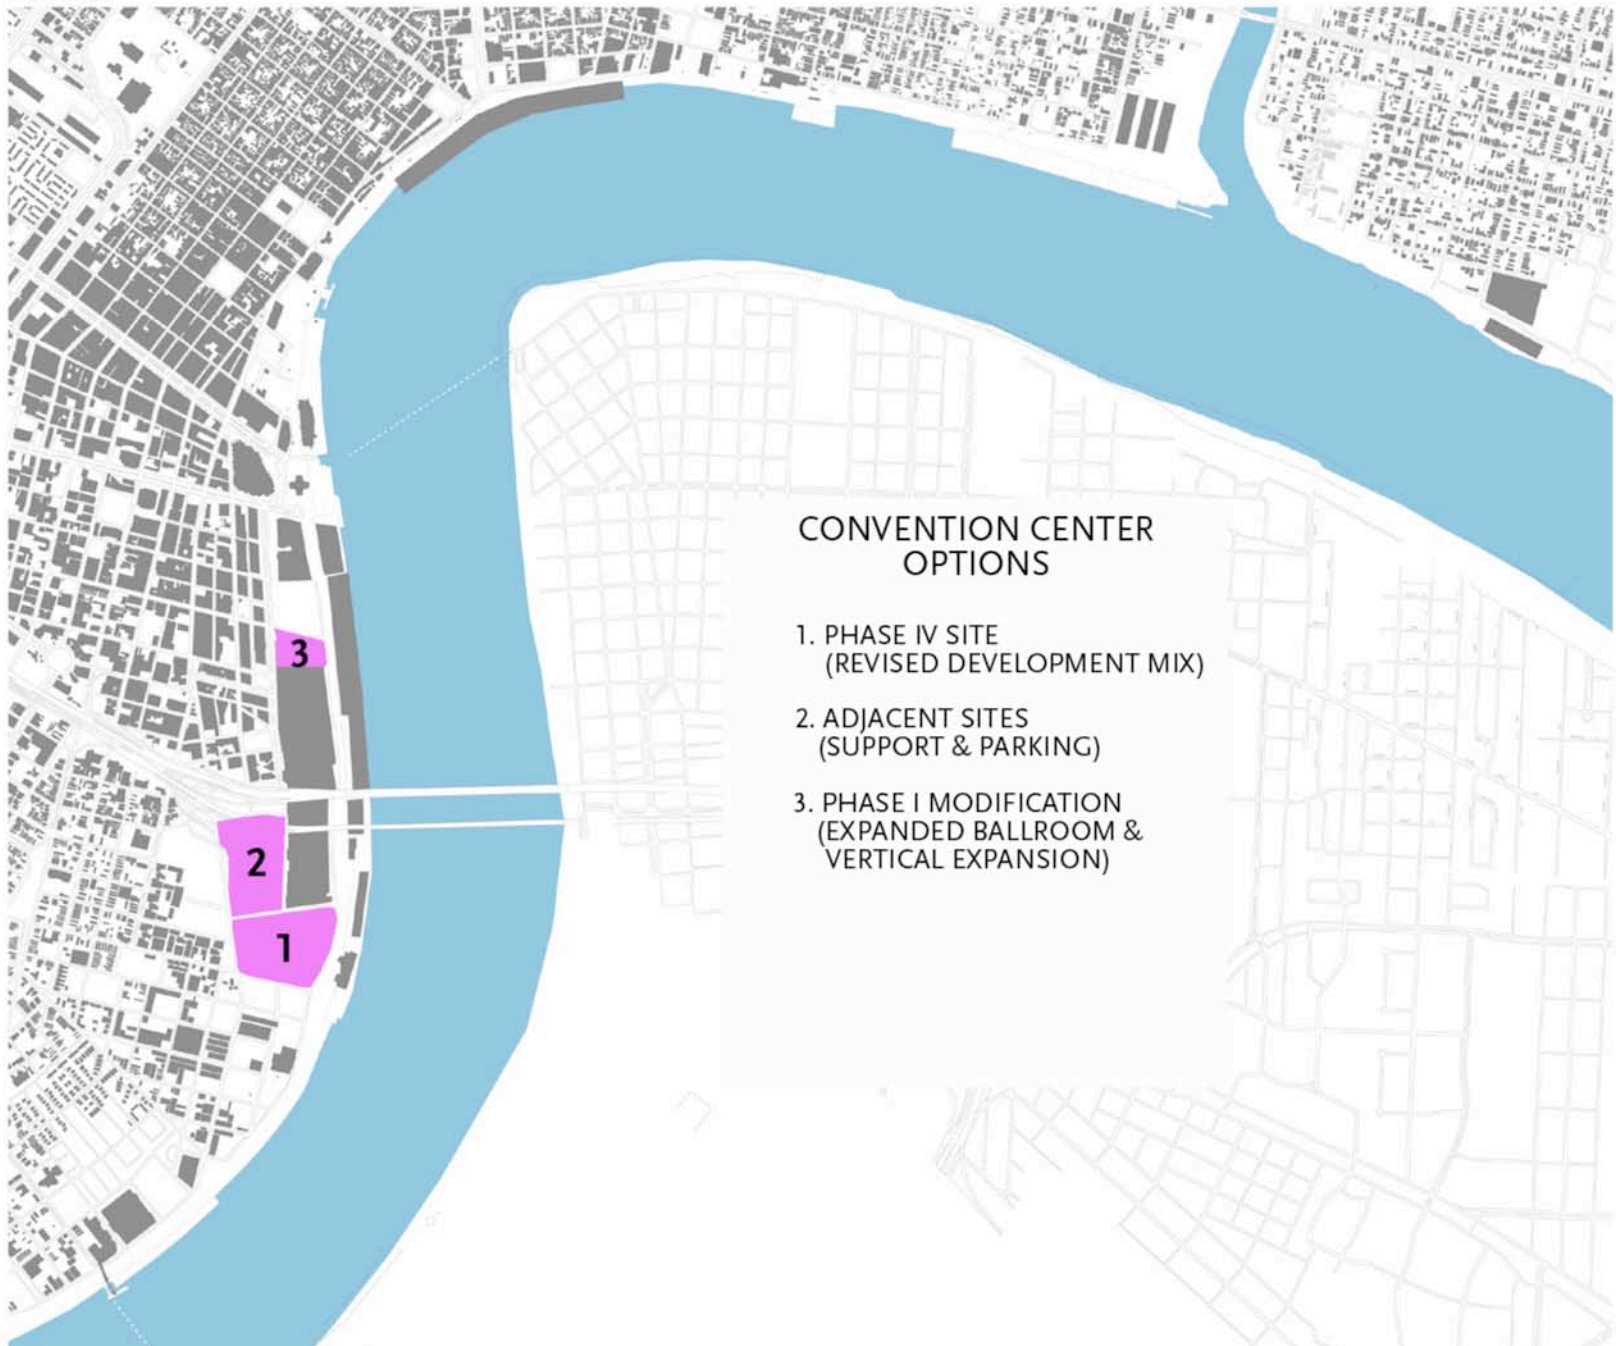 CONVENTION CENTER
OPTIONS
1. PHASE IV SITE
(REVISED DEVELOPMENT MIX)
2. ADJACENT SITES
(SUPPORT & PARKING)
3. PHASE I MODIFICATION
(EXPANDED BALLROOM &
VERTICAL EXPANSION)
3
2
1